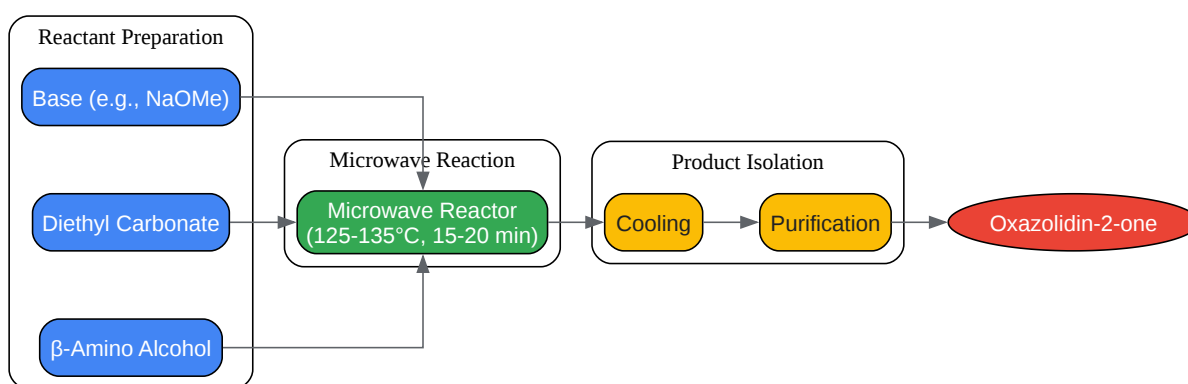 Reactant Preparation
Base (e.g., NaOMe)
Diethyl Carbonate
β-Amino Alcohol
Microwave Reaction
Microwave Reactor
(125-135°C, 15-20 min)
Product Isolation
Cooling
Purification
Oxazolidin-2-one